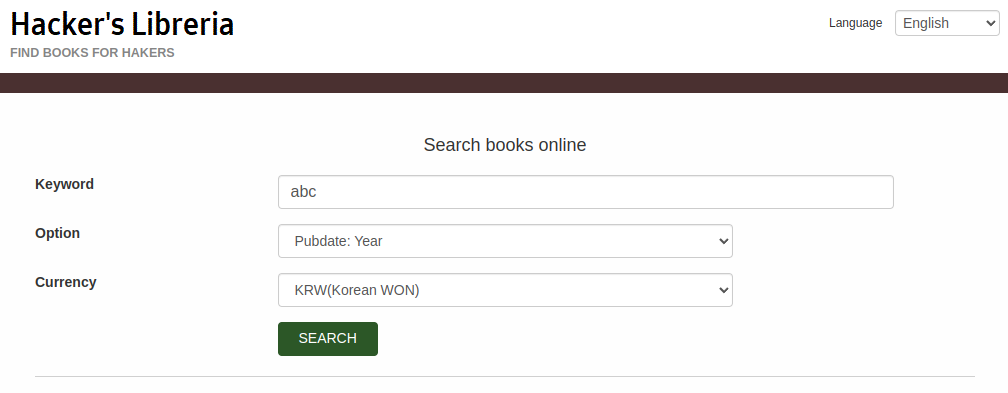 Hacker's Libreria
Language English
FIND BOOKS FOR HAKERS
Search books online
Keyword abc
Option Pubdate: Year
Currency KRW(Korean WON)
SEARCH